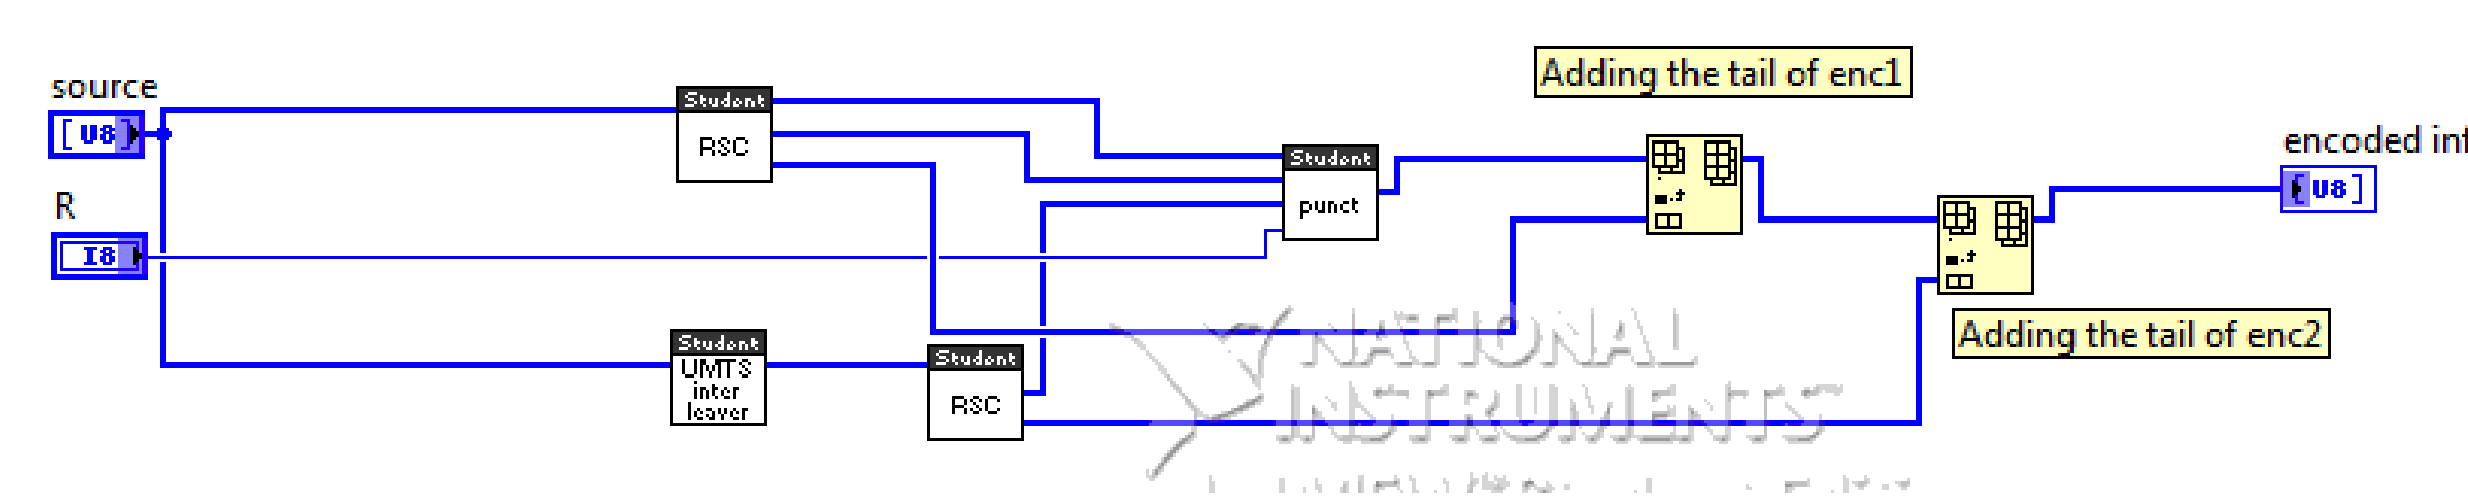 source
[U8]
R
I8
Student
RSC
Student
UMTS
inter
leaver
Student
RSC
Student
punct
Adding the tail of enc1
Adding the tail of enc2
encoded inf
[U8]
NATIONAL
INSTRUMENTS™